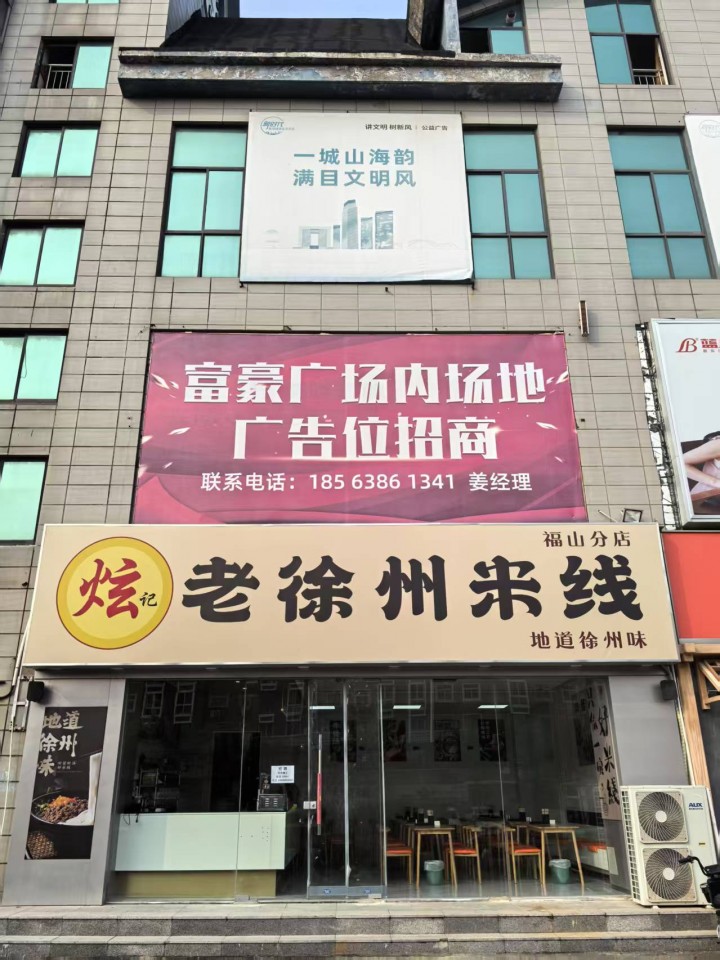 讲文明 树新风 公益广告
一城山海韵
满目文明风
富豪广场内场地
广告位招商
联系电话：185 6386 1341 姜经理
福山分店
炫记
老徐州米线
地道徐州味
地道
徐州
味
AUX